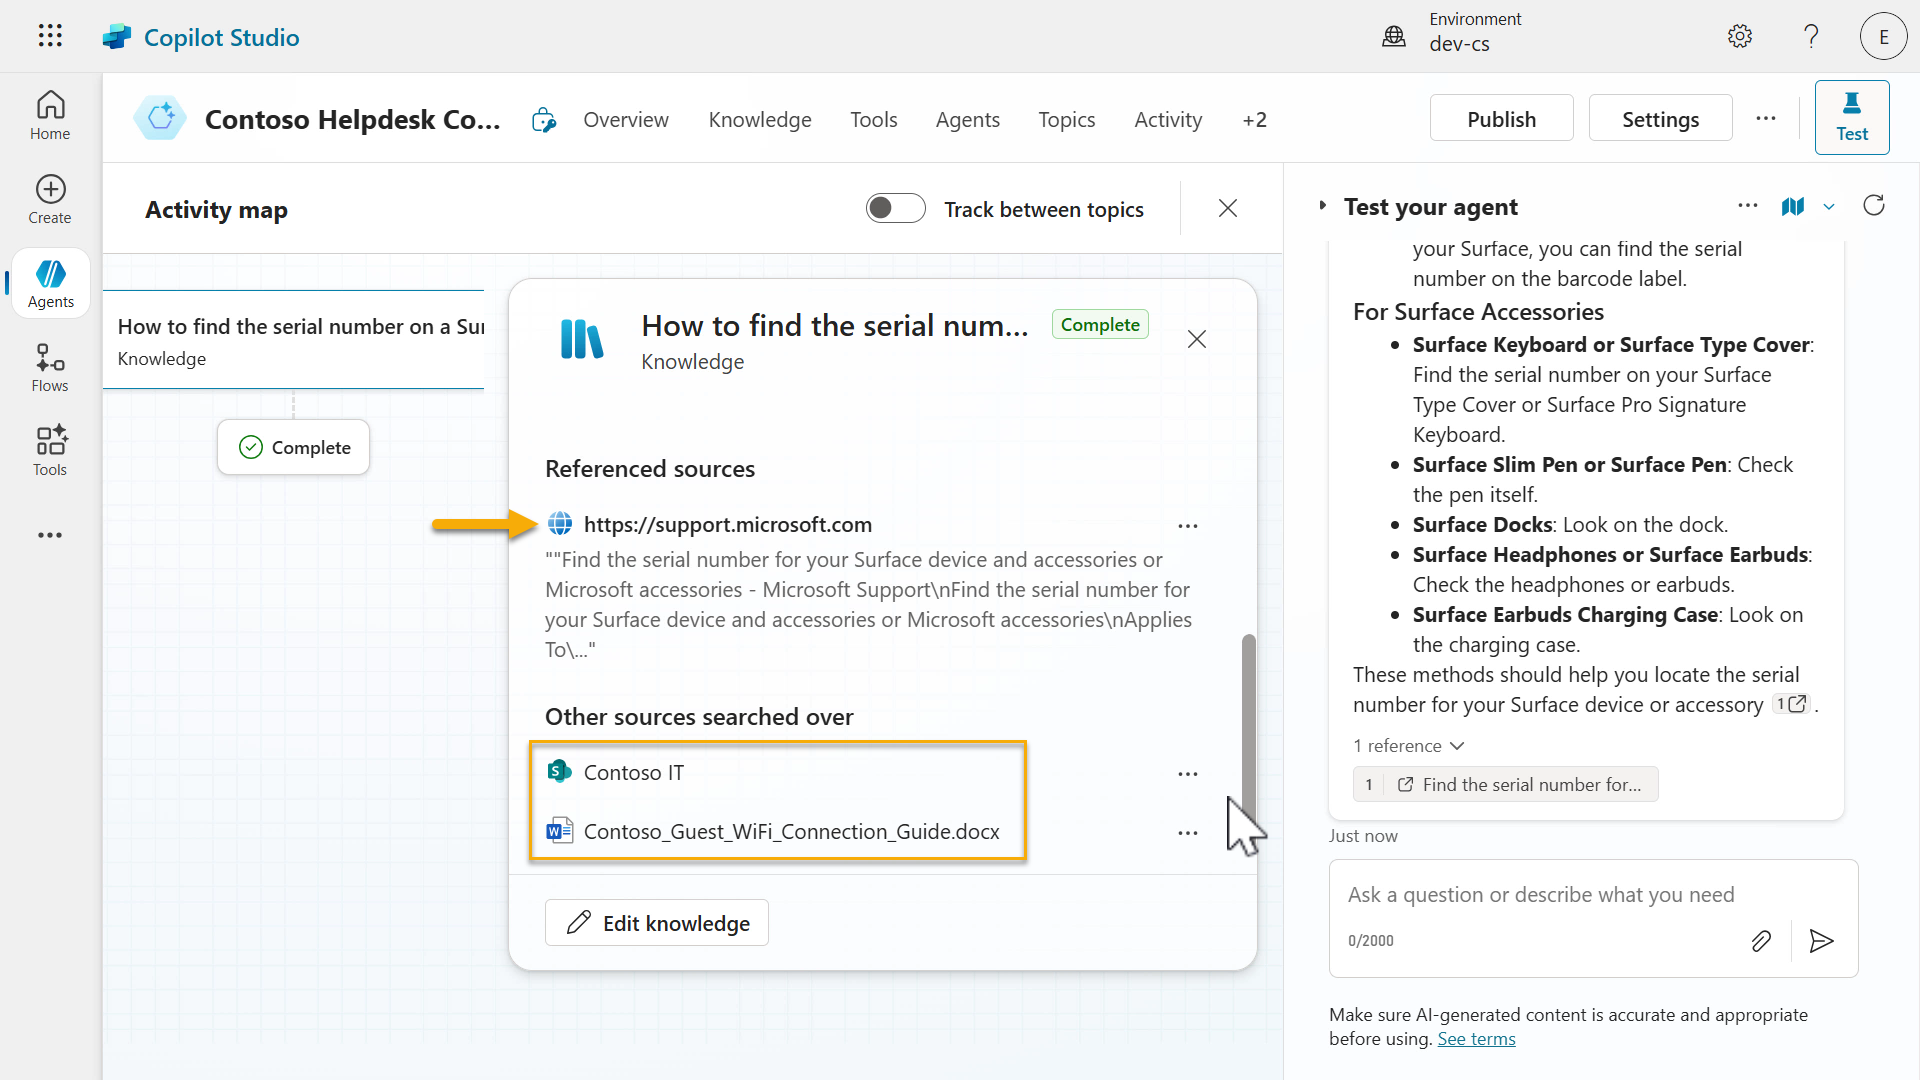 Copilot Studio
Environment
dev-cs
E
Home
Create
Agents
Flows
Tools
Contoso Helpdesk Co...
Overview
Knowledge
Tools
Agents
Topics
Activity
+2
Publish
Settings
Test
Activity map
Track between topics
How to find the serial number on a Sur
Knowledge
Complete
How to find the serial num...
Complete
Knowledge
Referenced sources
https://support.microsoft.com
""Find the serial number for your Surface device and accessories or
Microsoft accessories - Microsoft Support\nFind the serial number for
your Surface device and accessories or Microsoft accessories\nApplies
To\..."
Other sources searched over
Contoso IT
Contoso_Guest_WiFi_Connection_Guide.docx
Edit knowledge
Test your agent
your Surface, you can find the serial
number on the barcode label.
For Surface Accessories
• Surface Keyboard or Surface Type Cover:
Find the serial number on your Surface
Type Cover or Surface Pro Signature
Keyboard.
• Surface Slim Pen or Surface Pen: Check
the pen itself.
• Surface Docks: Look on the dock.
• Surface Headphones or Surface Earbuds:
Check the headphones or earbuds.
• Surface Earbuds Charging Case: Look on
the charging case.
These methods should help you locate the serial
number for your Surface device or accessory 1 .
1 reference
1 Find the serial number for...
Just now
Ask a question or describe what you need
0/2000
Make sure AI-generated content is accurate and appropriate
before using. See terms